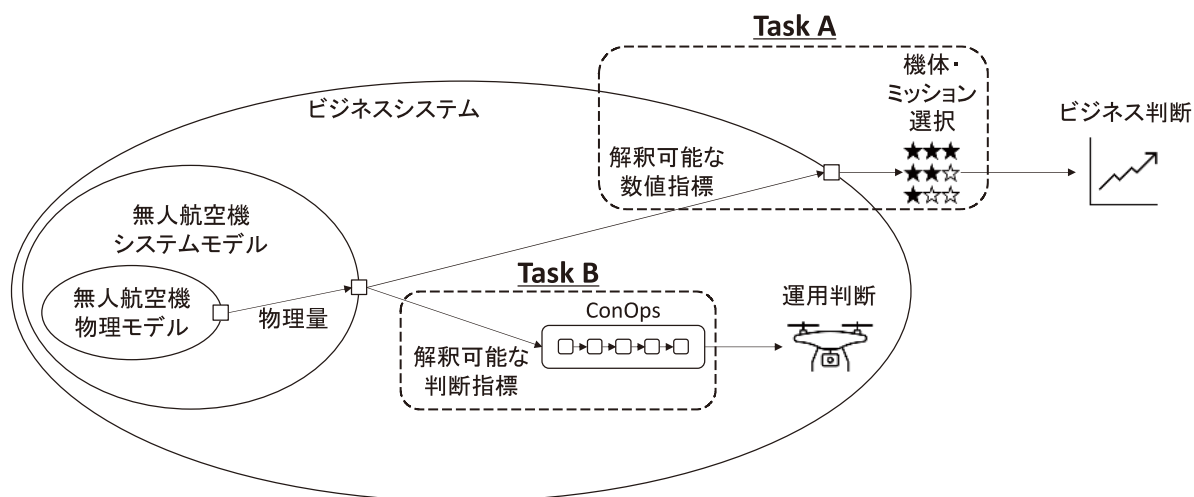 Task A
機体・
ミッション
選択
★★★
★★☆
★☆☆
ビジネス判断
ビジネスシステム
解釈可能な
数値指標
無人航空機
システムモデル
無人航空機
物理モデル
物理量
Task B
ConOps
解釈可能な
判断指標
運用判断